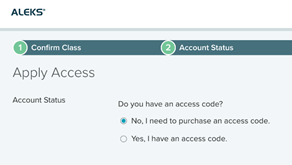 ALEKS®
1 Confirm Class 2 Account Status
Apply Access
Account Status
Do you have an access code?
No, I need to purchase an access code.
Yes, I have an access code.